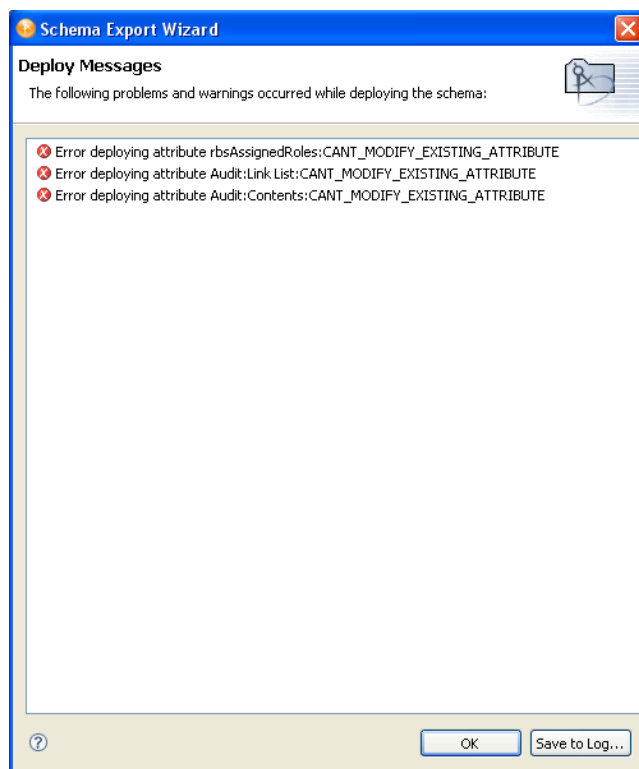 Schema Export Wizard
Deploy Messages
The following problems and warnings occurred while deploying the schema:
Error deploying attribute rbsAssignedRoles:CANT_MODIFY_EXISTING_ATTRIBUTE
Error deploying attribute Audit:Link List:CANT_MODIFY_EXISTING_ATTRIBUTE
Error deploying attribute Audit:Contents:CANT_MODIFY_EXISTING_ATTRIBUTE
OK
Save to Log...